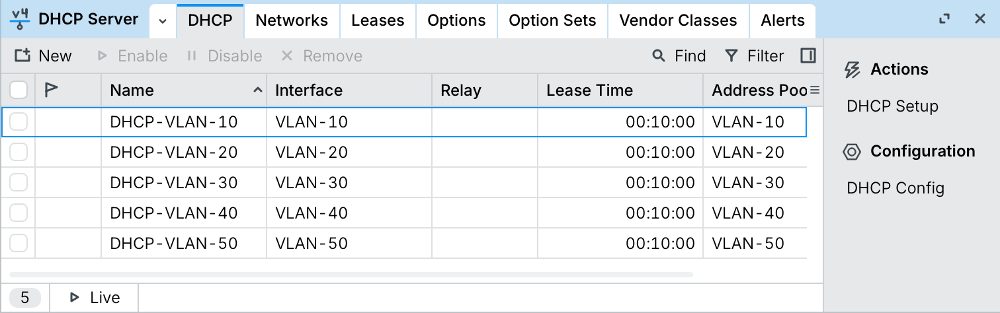 v4 DHCP Server DHCP Networks Leases Options Option Sets Vendor Classes Alerts
New Enable Disable Remove Find Filter
Name Interface Relay Lease Time Address Poo
DHCP-VLAN-10 VLAN-10 00:10:00 VLAN-10
DHCP-VLAN-20 VLAN-20 00:10:00 VLAN-20
DHCP-VLAN-30 VLAN-30 00:10:00 VLAN-30
DHCP-VLAN-40 VLAN-40 00:10:00 VLAN-40
DHCP-VLAN-50 VLAN-50 00:10:00 VLAN-50
5 Live
Actions
DHCP Setup
Configuration
DHCP Config